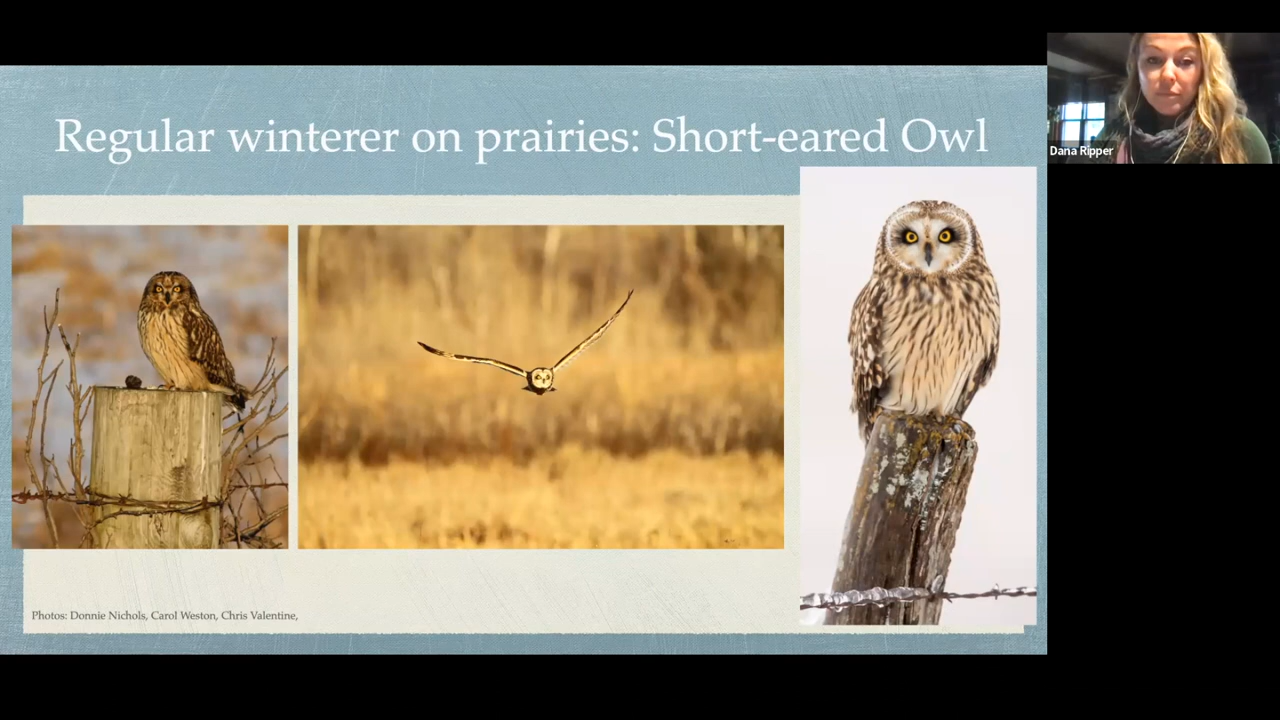 Regular winterer on prairies: Short-eared Owl
Dana Ripper
Photos: Donnie Nichols, Carol Weston, Chris Valentine,